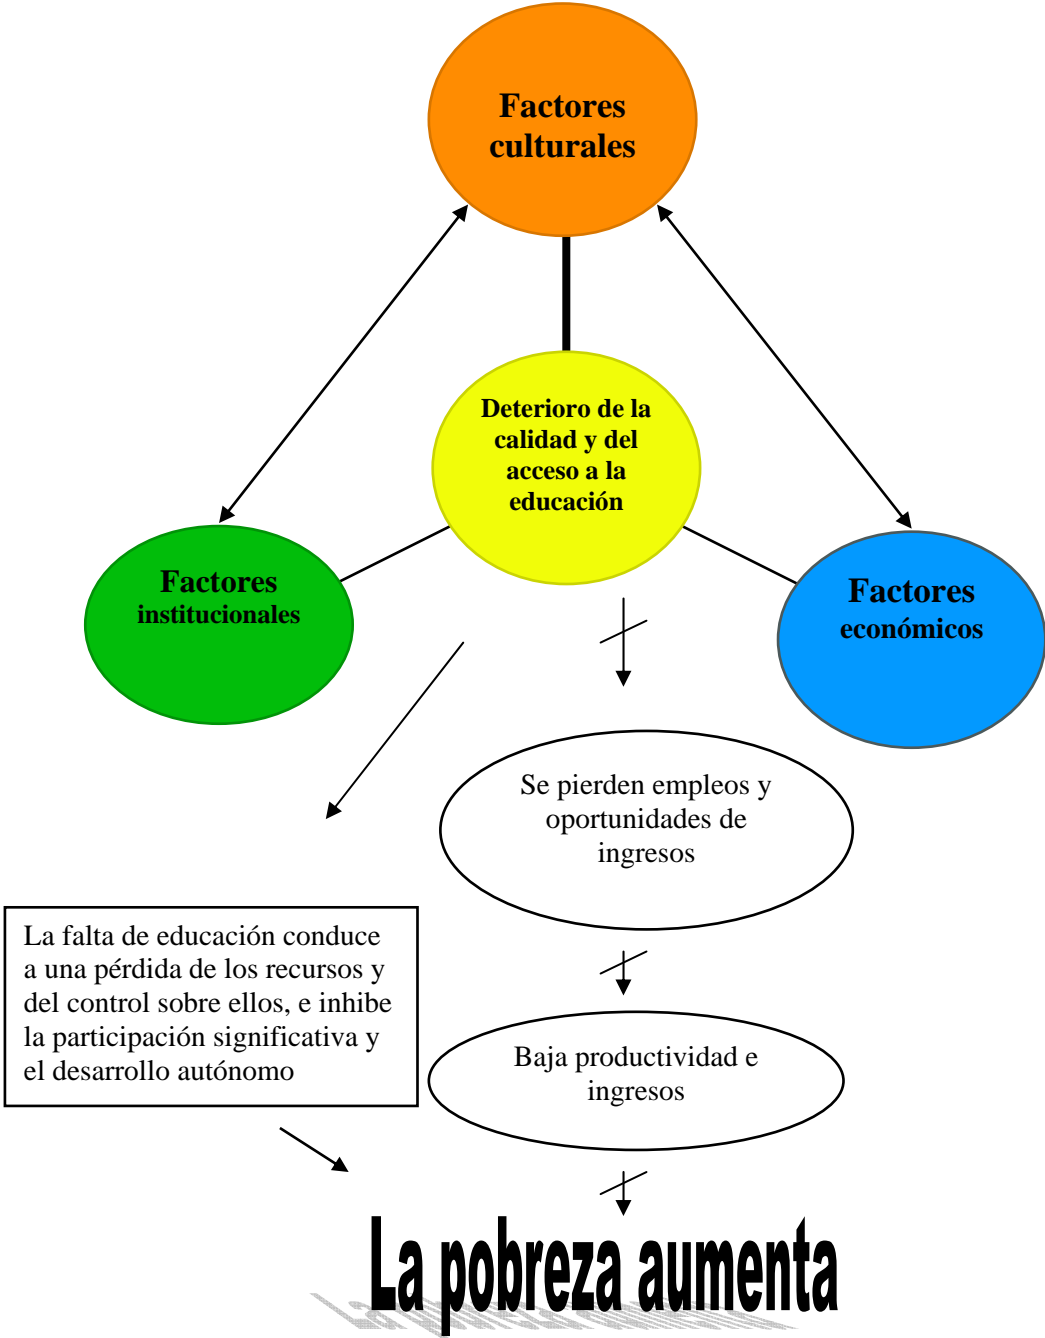 Factores
culturales
Deterioro de la
calidad y del
acceso a la
educación
Factores
institucionales
Factores
económicos
Se pierden empleos y
oportunidades de
ingresos
La falta de educación conduce
a una pérdida de los recursos y
del control sobre ellos, e inhibe
la participación significativa y
el desarrollo autónomo
Baja productividad e
ingresos
La pobreza aumenta